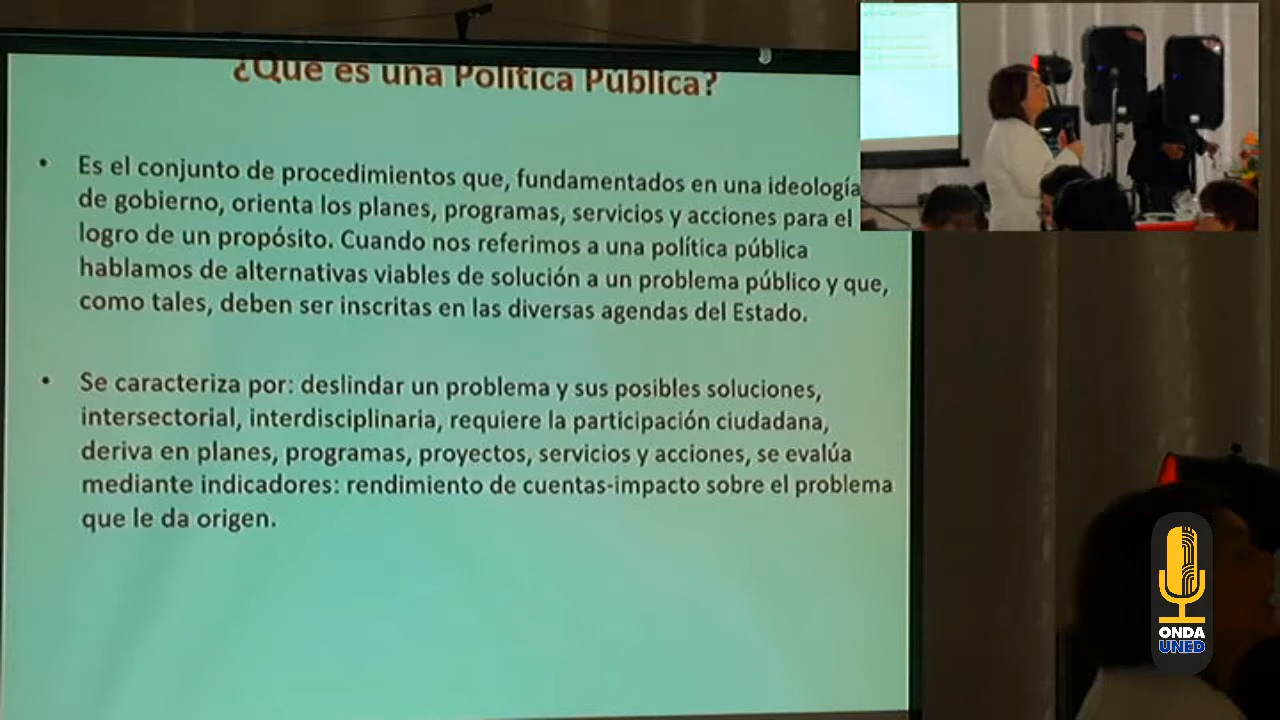 ¿Qué es una Política Pública?
• Es el conjunto de procedimientos que, fundamentados en una ideología
de gobierno, orienta los planes, programas, servicios y acciones para el
logro de un propósito. Cuando nos referimos a una política pública
hablamos de alternativas viables de solución a un problema público y que,
como tales, deben ser inscritas en las diversas agendas del Estado.
• Se caracteriza por: deslindar un problema y sus posibles soluciones,
intersectorial, interdisciplinaria, requiere la participación ciudadana,
deriva en planes, programas, proyectos, servicios y acciones, se evalúa
mediante indicadores: rendimiento de cuentas-impacto sobre el problema
que le da origen.
ONDA
UNED